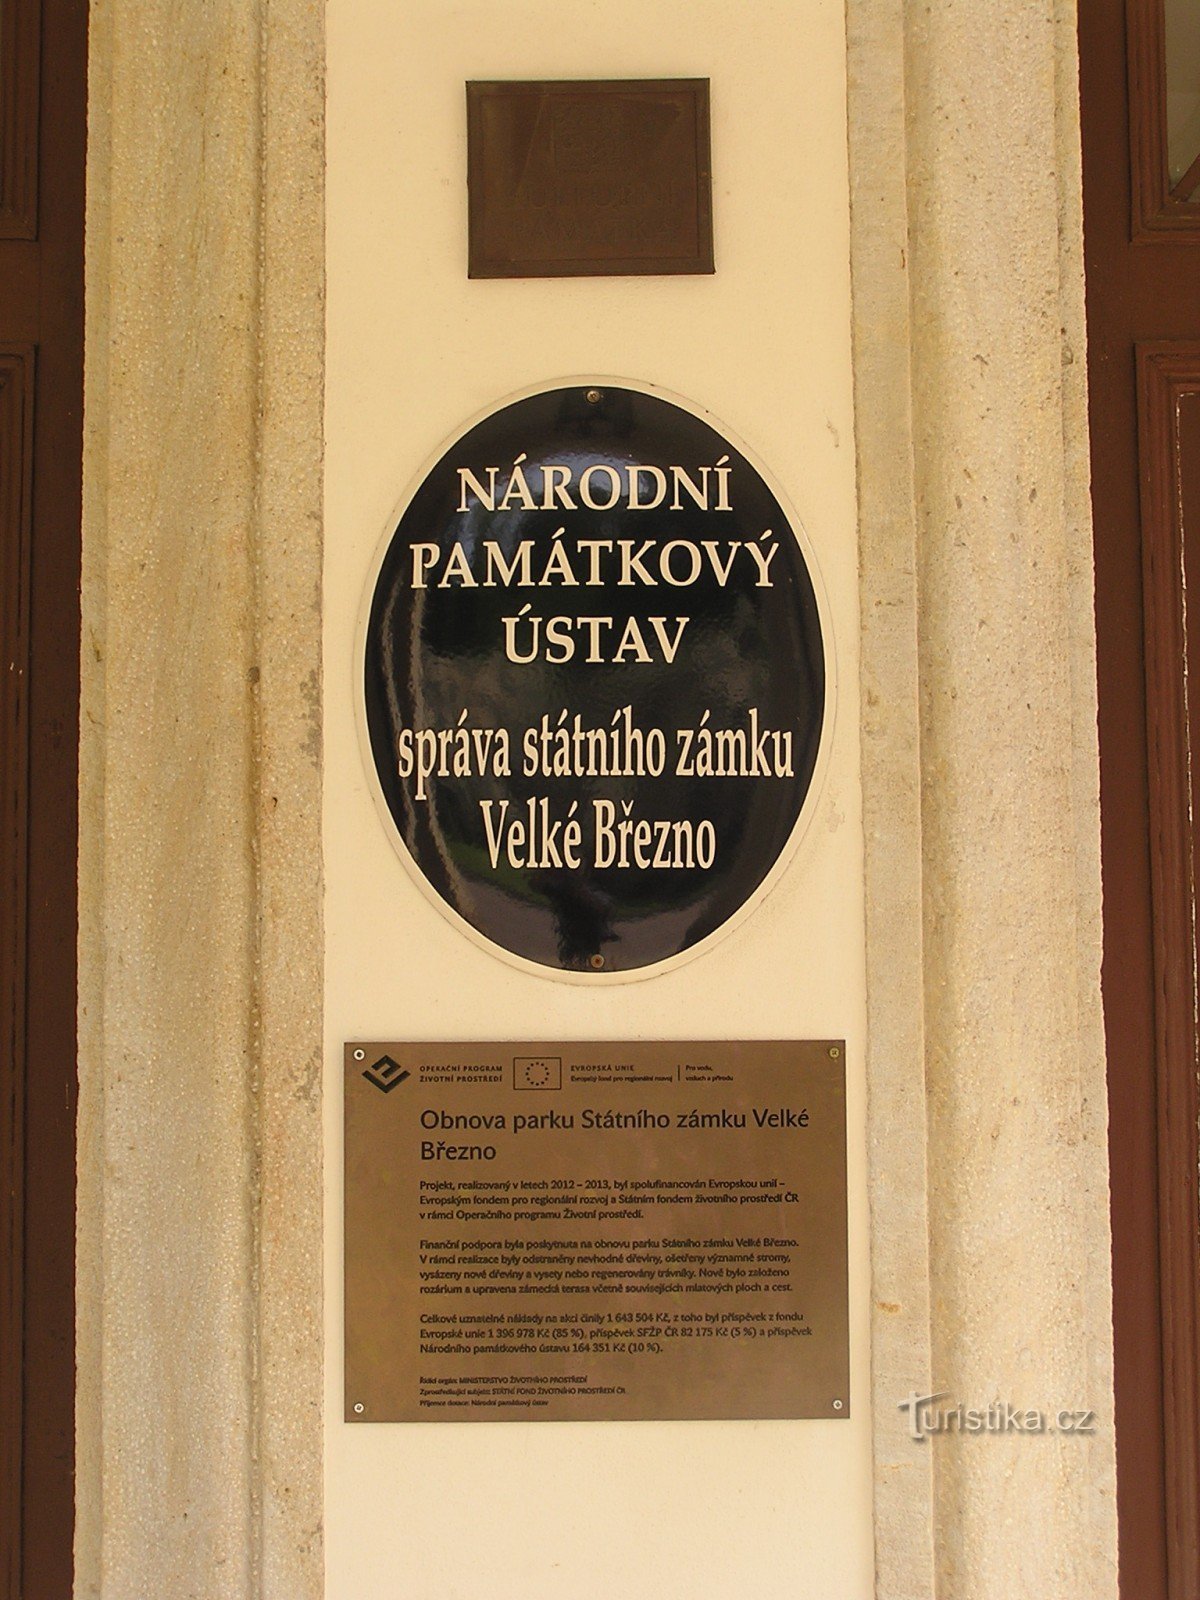 KULTURNÍ
PAMÁTKA
NÁRODNÍ
PAMÁTKOVÝ
ÚSTAV
správa státního zámku
Velké Březno
OPERAČNÍ PROGRAM
ŽIVOTNÍ PROSTŘEDÍ
EVROPSKÁ UNIE
Evropský fond pro regionální rozvoj
Pro vodu,
vzduch a přírodu
Obnova parku Státního zámku Velké
Březno
Projekt, realizovaný v letech 2012 – 2013, byl spolufinancován Evropskou unií –
Evropským fondem pro regionální rozvoj a Státním fondem životního prostředí ČR
v rámci Operačního programu Životní prostředí.
Finanční podpora byla poskytnuta na obnovu parku Státního zámku Velké Březno.
V rámci realizace byly odstraněny nevhodné dřeviny, ošetřeny významné stromy,
vysázeny nové dřeviny a vysety nebo regenerovány trávníky. Nově bylo založeno
rozárium a upravena zámecká terasa včetně souvisejících mlatových ploch a cest.
Celkové uznatelné náklady na akci činily 1 643 504 Kč, z toho byl příspěvek z fondu
Evropské unie 1 396 978 Kč (85 %), příspěvek SFŽP ČR 82 175 Kč (5 %) a příspěvek
Národního památkového ústavu 164 351 Kč (10 %).
Řídící orgán: MINISTERSTVO ŽIVOTNÍHO PROSTŘEDÍ
Zprostředkující subjekt: STÁTNÍ FOND ŽIVOTNÍHO PROSTŘEDÍ ČR
Příjemce dotace: Národní památkový ústav
Turistika.cz